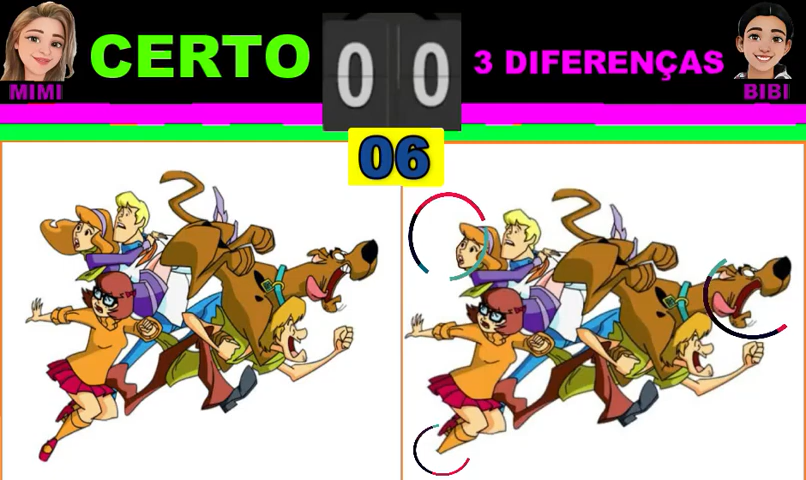 CERTO
0 0
3 DIFERENÇAS
MIMI
BIBI
06